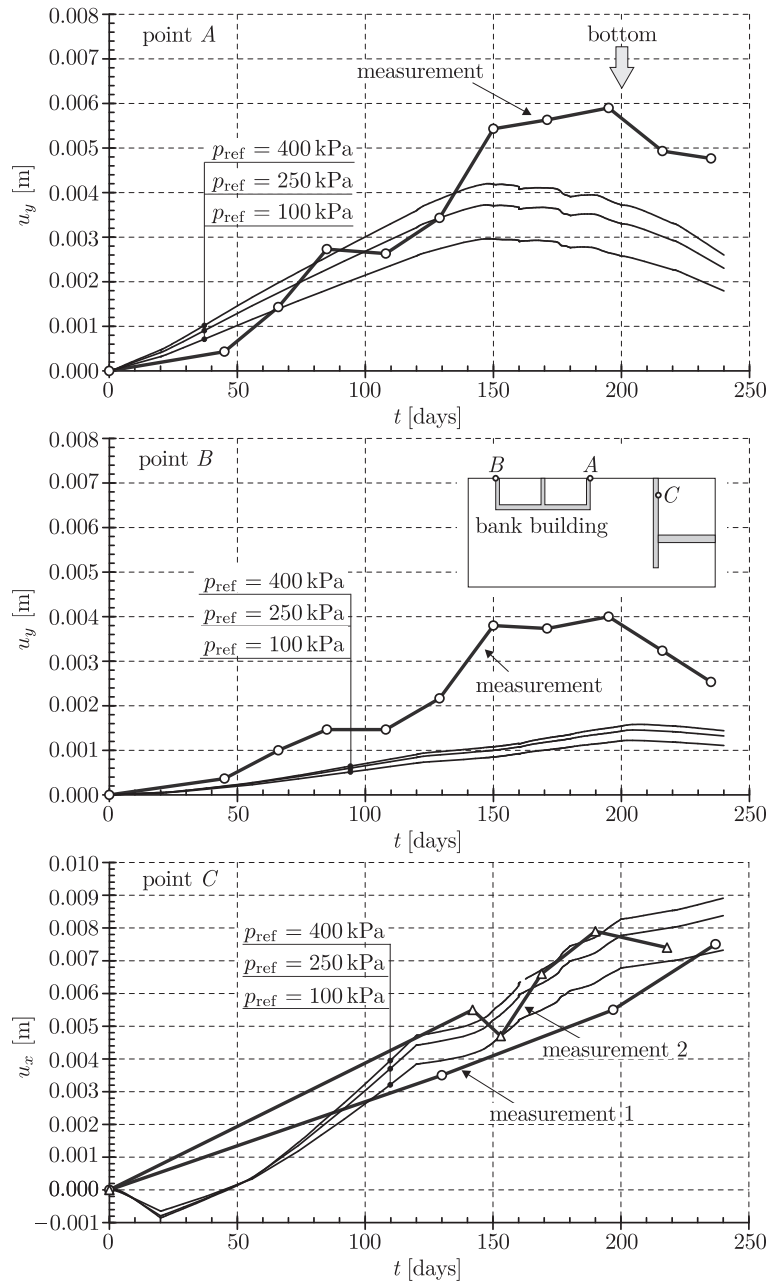 0.008
point A
bottom
0.007
measurement
0.006
0.005
p_ref = 400 kPa
p_ref = 250 kPa
p_ref = 100 kPa
0.004
u_y [m]
0.003
0.002
0.001
0.000
0 50 100 150 200 250
t [days]
0.008
point B
B A
C
bank building
0.007
0.006
0.005
p_ref = 400 kPa
p_ref = 250 kPa
p_ref = 100 kPa
0.004
u_y [m]
0.003
measurement
0.002
0.001
0.000
0 50 100 150 200 250
t [days]
0.010
point C
0.009
0.008
p_ref = 400 kPa
p_ref = 250 kPa
p_ref = 100 kPa
0.007
0.006
0.005
measurement 2
0.004
u_x [m]
0.003
measurement 1
0.002
0.001
0.000
−0.001
0 50 100 150 200 250
t [days]